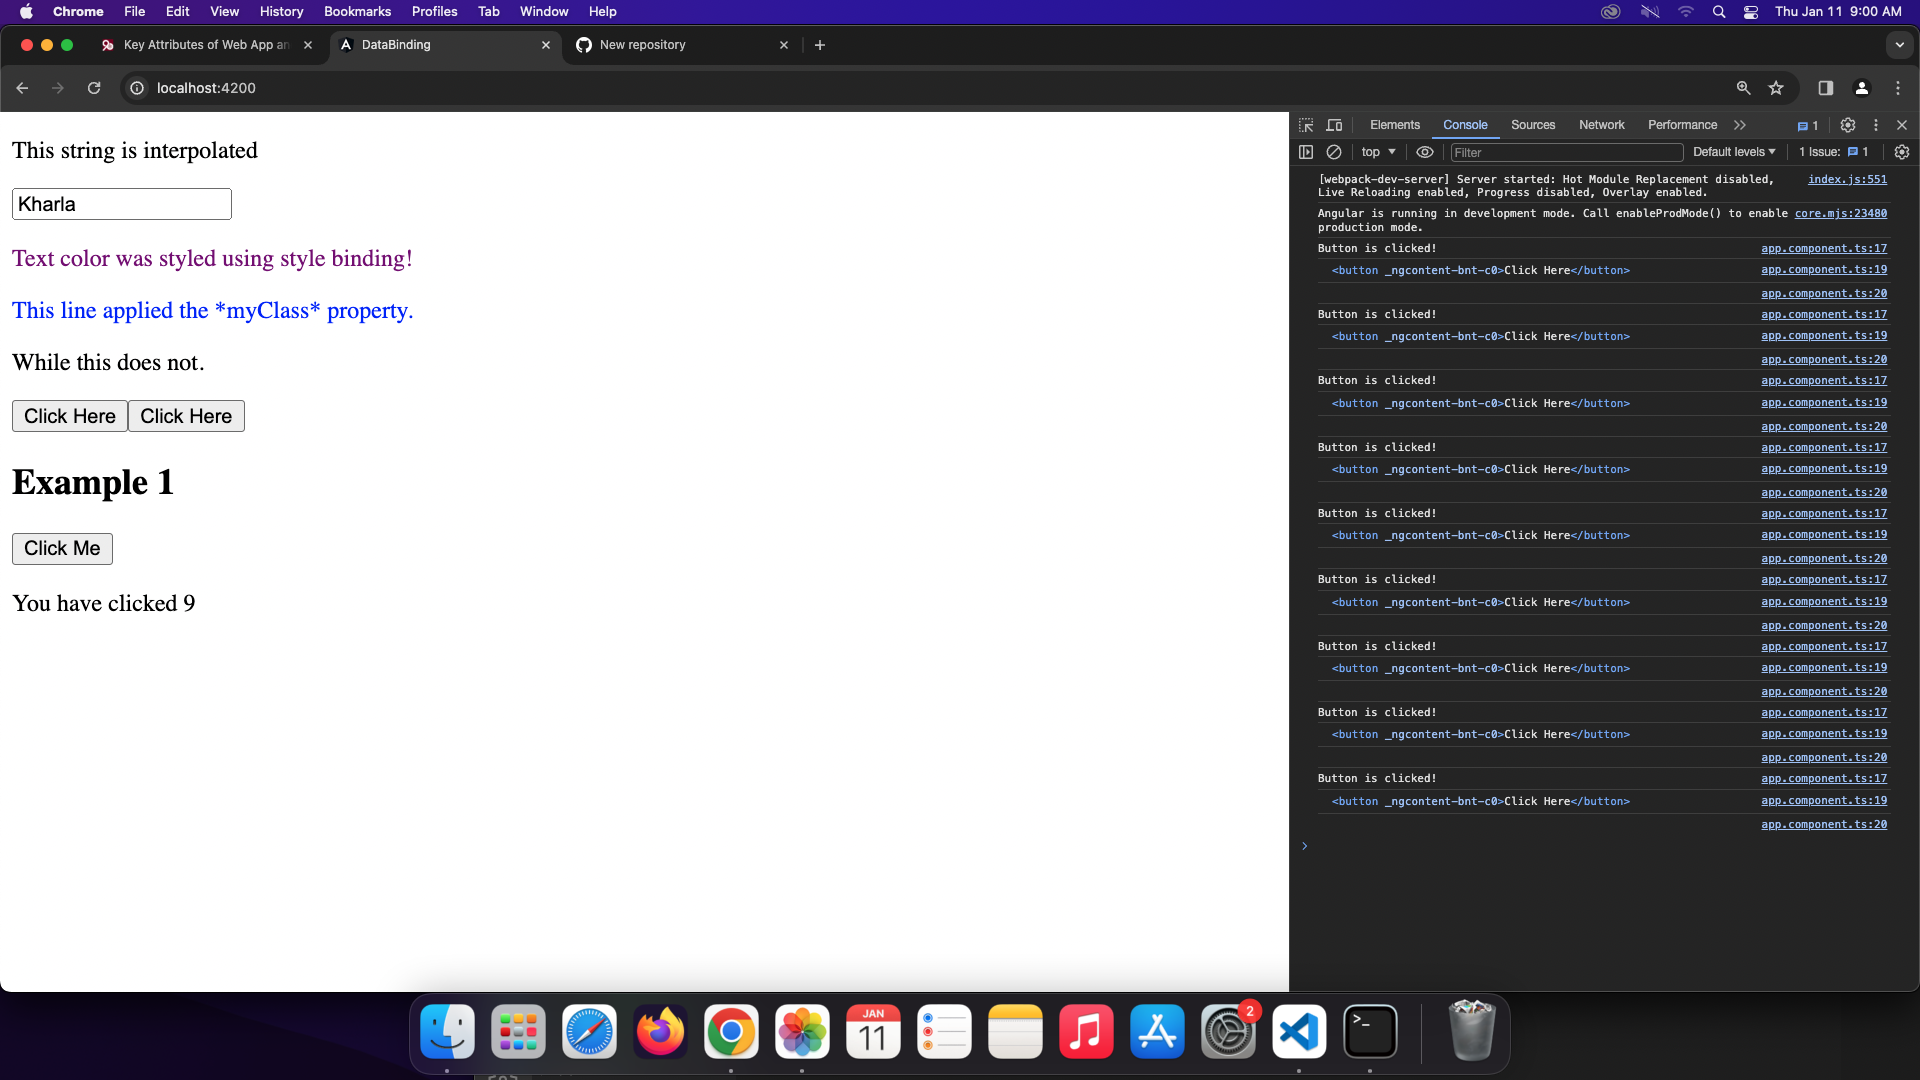 Chrome File Edit View History Bookmarks Profiles Tab Window Help Thu Jan 11 9:00 AM
Key Attributes of Web App an DataBinding New repository
localhost:4200
This string is interpolated
Kharla
Text color was styled using style binding!
This line applied the *myClass* property.
While this does not.
Click Here Click Here
Example 1
Click Me
You have clicked 9
Elements Console Sources Network Performance 1
top Filter Default levels 1 Issue: 1
[webpack-dev-server] Server started: Hot Module Replacement disabled, index.js:551
Live Reloading enabled, Progress disabled, Overlay enabled.
Angular is running in development mode. Call enableProdMode() to enable core.mjs:23480
production mode.
Button is clicked! app.component.ts:17
<button _ngcontent-bnt-c0>Click Here</button> app.component.ts:19
app.component.ts:20
Button is clicked! app.component.ts:17
<button _ngcontent-bnt-c0>Click Here</button> app.component.ts:19
app.component.ts:20
Button is clicked! app.component.ts:17
<button _ngcontent-bnt-c0>Click Here</button> app.component.ts:19
app.component.ts:20
Button is clicked! app.component.ts:17
<button _ngcontent-bnt-c0>Click Here</button> app.component.ts:19
app.component.ts:20
Button is clicked! app.component.ts:17
<button _ngcontent-bnt-c0>Click Here</button> app.component.ts:19
app.component.ts:20
Button is clicked! app.component.ts:17
<button _ngcontent-bnt-c0>Click Here</button> app.component.ts:19
app.component.ts:20
Button is clicked! app.component.ts:17
<button _ngcontent-bnt-c0>Click Here</button> app.component.ts:19
app.component.ts:20
Button is clicked! app.component.ts:17
<button _ngcontent-bnt-c0>Click Here</button> app.component.ts:19
app.component.ts:20
Button is clicked! app.component.ts:17
<button _ngcontent-bnt-c0>Click Here</button> app.component.ts:19
app.component.ts:20
JAN
11
2